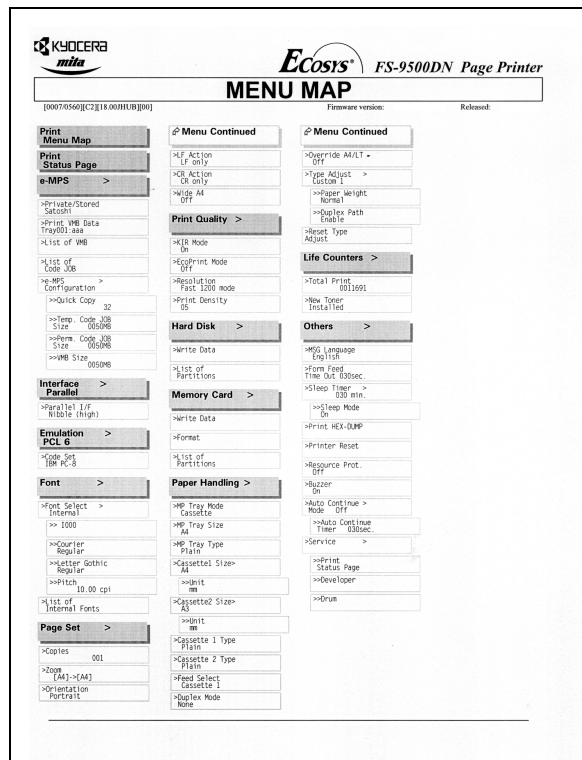 KYOCERA
mita
Ecosys FS-9500DN Page Printer
MENU MAP
[0007/0560][C2][18.00JHUB][00] Firmware version: Released:
Print
Menu Map
Print
Status Page
e-MPS >
>Private/Stored
Satoshi
>Print VMB Data
Tray001:aaa
>List of VMB
>List of
Code JOB
>e-MPS >
Configuration
>>Quick Copy
32
>>Temp. Code JOB
Size 0050MB
>>Perm. Code JOB
Size 0050MB
>>VMB Size
0050MB
Interface >
Parallel
>Parallel I/F
Nibble (high)
Emulation >
PCL 6
>Code Set
IBM PC-8
Font >
>Font Select >
Internal
>> I000
>>Courier
Regular
>>Letter Gothic
Regular
>>Pitch
10.00 cpi
>List of
Internal Fonts
Page Set >
>Copies
001
>Zoom
[A4]->[A4]
>Orientation
Portrait
Menu Continued
>LF Action
LF only
>CR Action
CR only
>Wide A4
Off
Print Quality >
>KIR Mode
On
>EcoPrint Mode
Off
>Resolution
Fast 1200 mode
>Print Density
05
Hard Disk >
>Write Data
>List of
Partitions
Memory Card >
>Write Data
>Format
>List of
Partitions
Paper Handling >
>MP Tray Mode
Cassette
>MP Tray Size
A4
>MP Tray Type
Plain
>Cassette1 Size>
A4
>>Unit
mm
>Cassette2 Size>
A3
>>Unit
mm
>Cassette 1 Type
Plain
>Cassette 2 Type
Plain
>Feed Select
Cassette 1
>Duplex Mode
None
Menu Continued
>Override A4/LT
Off
>Type Adjust >
Custom 1
>>Paper Weight
Normal
>>Duplex Path
Enable
>Reset Type
Adjust
Life Counters >
>Total Print
0011691
>New Toner
Installed
Others >
>MSG Language
English
>Form Feed
Time Out 030sec.
>Sleep Timer >
030 min.
>>Sleep Mode
On
>Print HEX-DUMP
>Printer Reset
>Resource Prot.
Off
>Buzzer
On
>Auto Continue >
Mode Off
>>Auto Continue
Timer 030sec.
>Service >
>>Print
Status Page
>>Developer
>>Drum